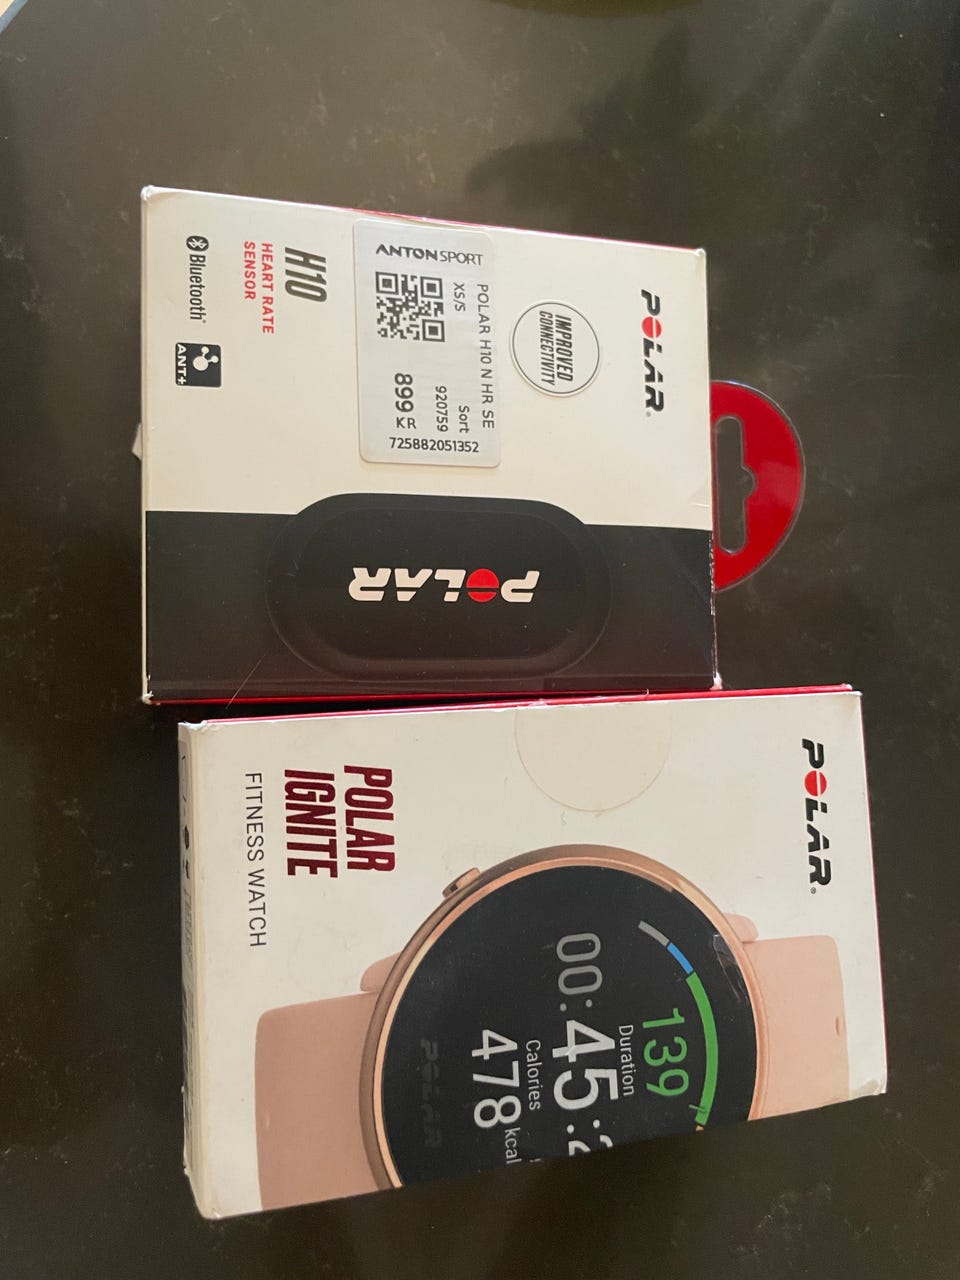 POLAR
IMPROVED
CONNECTIVITY
ANTON SPORT
POLAR H10 N HR SE
XS/S
Sort
920759
899 KR
725882051352
H10
HEART RATE
SENSOR
Bluetooth
ANT+
POLAR
POLAR
POLAR
IGNITE
FITNESS WATCH
139
Duration
00:45:2
Calories
478 kcal
POLAR